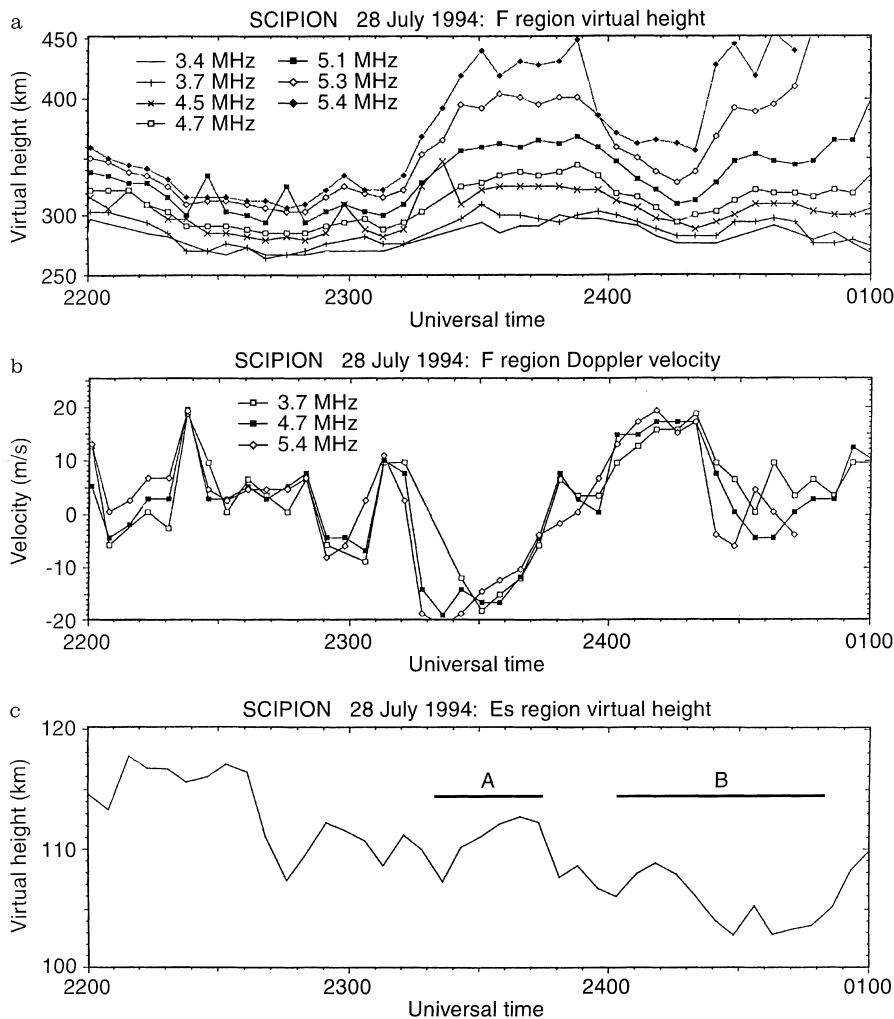 a
SCIPION 28 July 1994: F region virtual height
Virtual height (km)
450
400
300
250
3.4 MHz
3.7 MHz
4.5 MHz
4.7 MHz
5.1 MHz
5.3 MHz
5.4 MHz
2200 2300 2400 0100
Universal time
b
SCIPION 28 July 1994: F region Doppler velocity
Velocity (m/s)
20
10
0
-10
-20
3.7 MHz
4.7 MHz
5.4 MHz
2200 2300 2400 0100
Universal time
c
SCIPION 28 July 1994: Es region virtual height
Virtual height (km)
120
110
100
A
B
2200 2300 2400 0100
Universal time